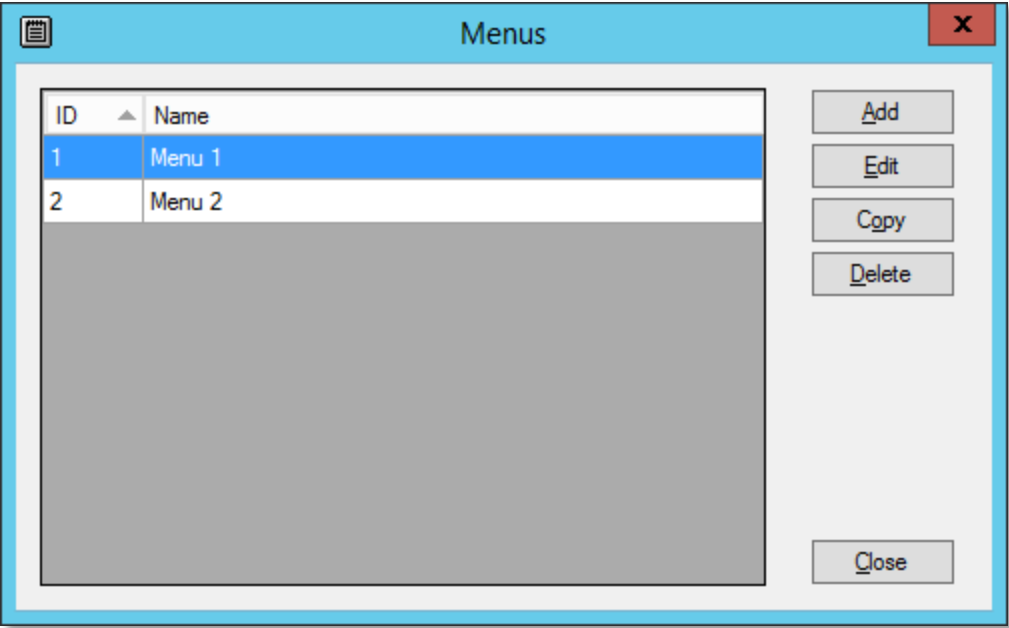 Menus
x
ID Name
1 Menu 1
2 Menu 2
Add
Edit
Copy
Delete
Close